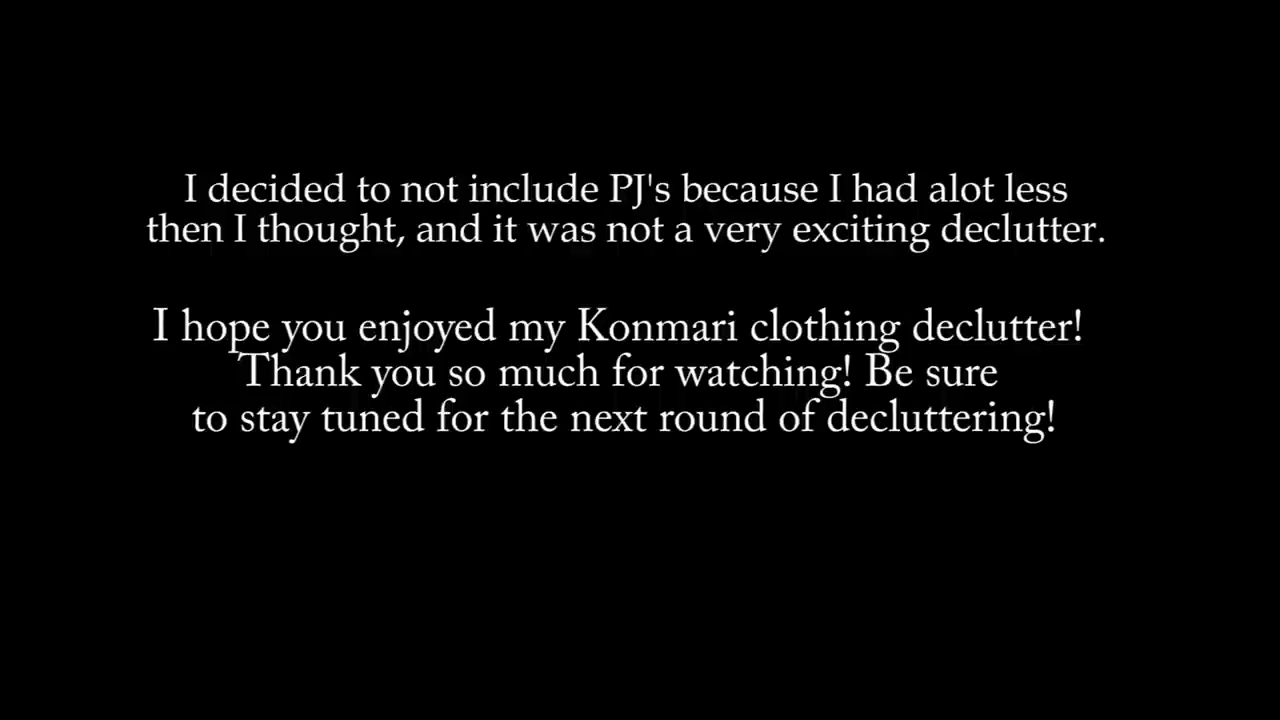 I decided to not include PJ's because I had alot less
then I thought, and it was not a very exciting declutter.
I hope you enjoyed my Konmari clothing declutter!
Thank you so much for watching! Be sure
to stay tuned for the next round of decluttering!